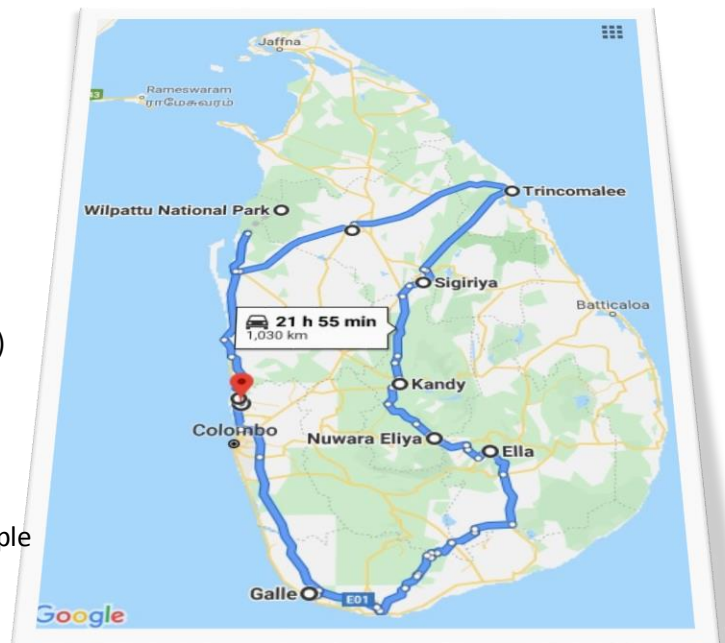 Jaffna
Rameswaram
ராமேசுவரம்
Trincomalee
Wilpattu National Park
Sigiriya
Batticaloa
21 h 55 min
1,030 km
)
Kandy
Colombo
Nuwara Eliya
Ella
ple
Galle
E01
Google